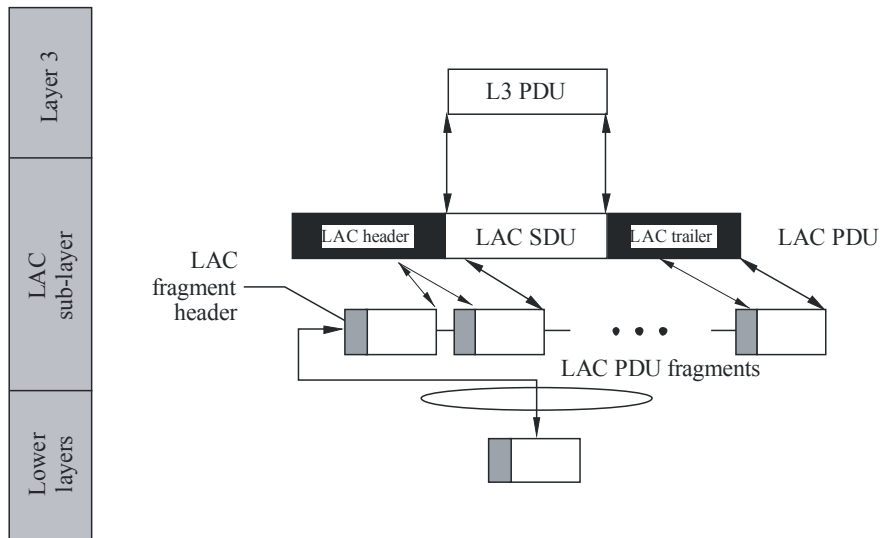 Layer 3
L3 PDU
LAC
sub-layer
LAC header
LAC SDU
LAC trailer
LAC PDU
LAC
fragment
header
LAC PDU fragments
Lower
layers